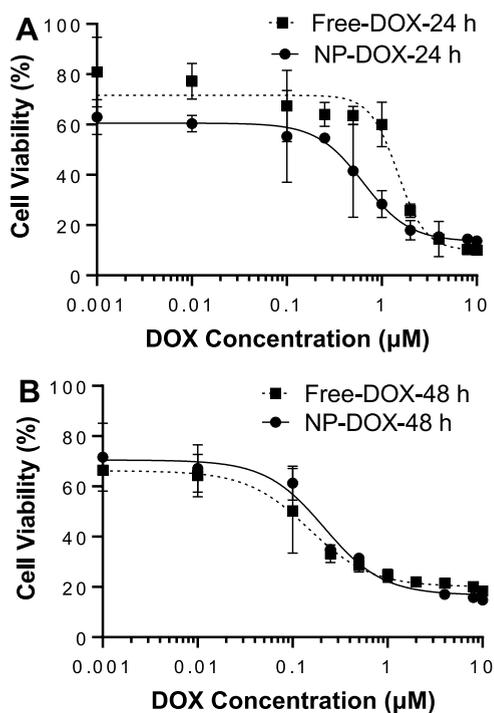 A
Free-DOX-24 h
NP-DOX-24 h
Cell Viability (%)
100
80
60
40
20
0
0.001 0.01 0.1 1 10
DOX Concentration (μM)
B
Free-DOX-48 h
NP-DOX-48 h
Cell Viability (%)
100
80
60
40
20
0
0.001 0.01 0.1 1 10
DOX Concentration (μM)